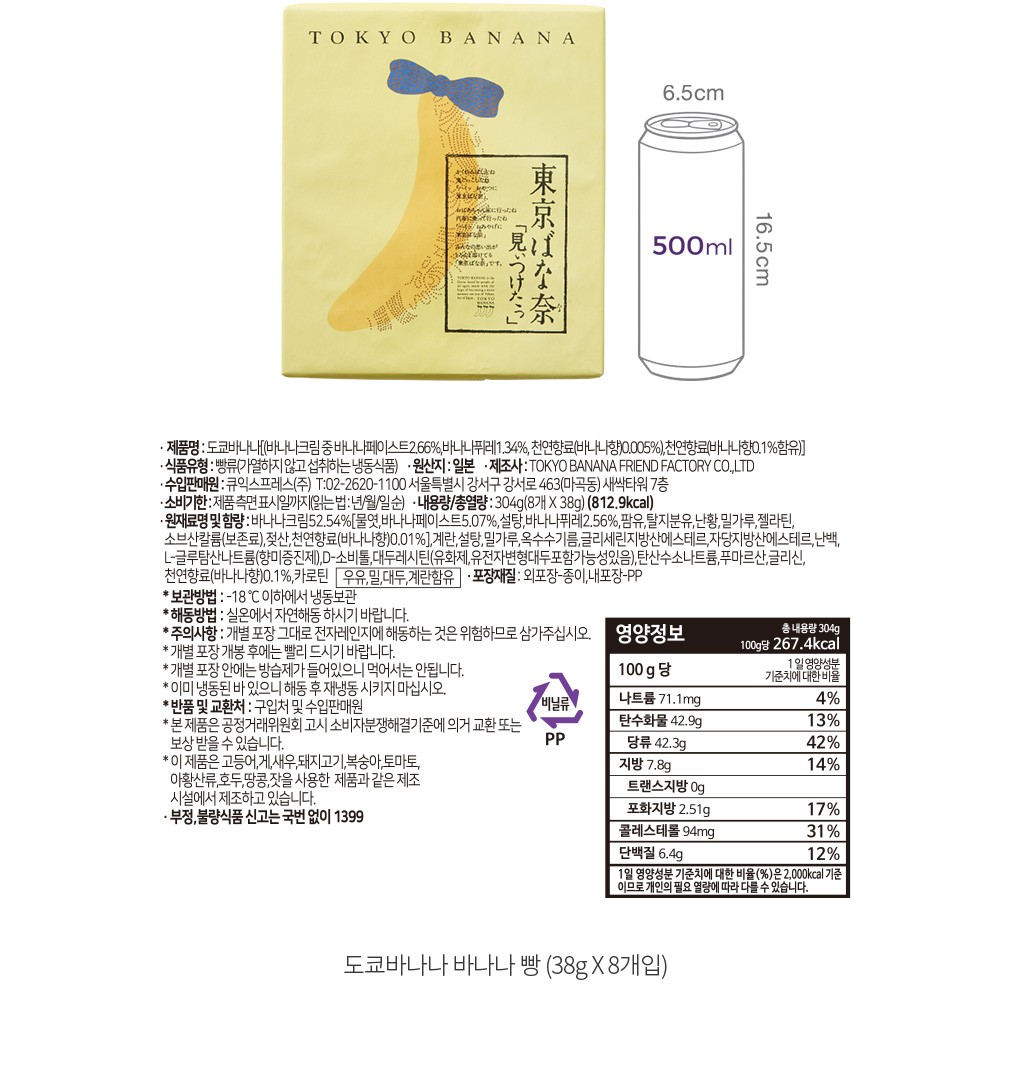 TOKYO BANANA
東京ばな奈
「見ぃつけたっ」
6.5cm
500ml
16.5cm
· 제품명 : 도쿄바나나[(바나나크림 중 바나나페이스트2.66%,바나나퓌레1.34%, 천연향료(바나나향)0.005%),천연향료(바나나향)0.1%함유)]
· 식품유형 : 빵류(가열하지 않고 섭취하는 냉동식품) · 원산지 : 일본 · 제조사 : TOKYO BANANA FRIEND FACTORY CO.,LTD
· 수입판매원 : 큐익스프레스(주) T:02-2620-1100 서울특별시 강서구 강서로 463(마곡동) 새싹타워 7층
· 소비기한 : 제품 측면 표시일까지(읽는 법 : 년/월/일 순) · 내용량/총열량 : 304g(8개 X 38g) (812.9kcal)
· 원재료명 및 함량 : 바나나크림52.54%[물엿,바나나페이스트5.07%,설탕,바나나퓌레2.56%,팜유,탈지분유,난황,밀가루,젤라틴,
소브산칼륨(보존료),젖산,천연향료(바나나향)0.01%],계란,설탕,밀가루,옥수수기름,글리세린지방산에스테르,자당지방산에스테르,난백,
L-글루탐산나트륨(향미증진제),D-소비톨,대두레시틴(유화제,유전자변형대두포함가능성있음),탄산수소나트륨,푸마르산,글리신,
천연향료(바나나향)0.1%,카로틴 우유,밀,대두,계란함유 · 포장재질 : 외포장-종이,내포장-PP
* 보관방법 : -18℃ 이하에서 냉동보관
* 해동방법 : 실온에서 자연해동 하시기 바랍니다.
* 주의사항 : 개별 포장 그대로 전자레인지에 해동하는 것은 위험하므로 삼가주십시오.
* 개별 포장 개봉 후에는 빨리 드시기 바랍니다.
* 개별 포장 안에는 방습제가 들어있으니 먹어서는 안됩니다.
* 이미 냉동된 바 있으니 해동 후 재냉동 시키지 마십시오.
* 반품 및 교환처 : 구입처 및 수입판매원
* 본 제품은 공정거래위원회 고시 소비자분쟁해결기준에 의거 교환 또는
보상 받을 수 있습니다.
* 이 제품은 고등어,게,새우,돼지고기,복숭아,토마토,
아황산류,호두,땅콩,잣을 사용한 제품과 같은 제조
시설에서 제조하고 있습니다.
· 부정,불량식품 신고는 국번 없이 1399
비닐류
PP
영양정보
총 내용량 304g
100g당 267.4kcal
100 g 당
1일 영양성분
기준치에 대한 비율
나트륨 71.1mg 4%
탄수화물 42.9g 13%
당류 42.3g 42%
지방 7.8g 14%
트랜스지방 0g
포화지방 2.51g 17%
콜레스테롤 94mg 31%
단백질 6.4g 12%
1일 영양성분 기준치에 대한 비율(%)은 2,000kcal 기준
이므로 개인의 필요 열량에 따라 다를 수 있습니다.
도쿄바나나 바나나 빵 (38g X 8개입)